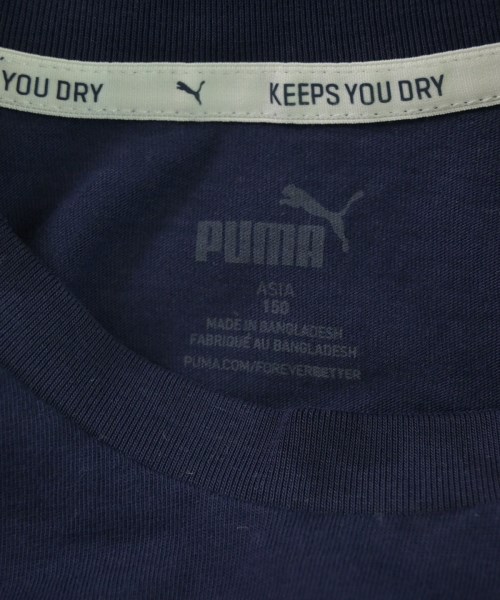 YOU DRY KEEPS YOU DRY
PUMA
ASIA
150
MADE IN BANGLADESH
FABRIQUÉ AU BANGLADESH
PUMA.COM/FOREVERBETTER